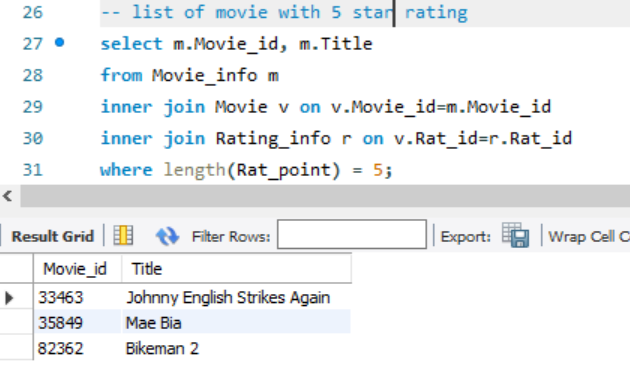 26 -- list of movie with 5 star rating
27 select m.Movie_id, m.Title
28 from Movie_info m
29 inner join Movie v on v.Movie_id=m.Movie_id
30 inner join Rating_info r on v.Rat_id=r.Rat_id
31 where length(Rat_point) = 5;
Result Grid Filter Rows: Export: Wrap Cell C
Movie_id Title
33463 Johnny English Strikes Again
35849 Mae Bia
82362 Bikeman 2